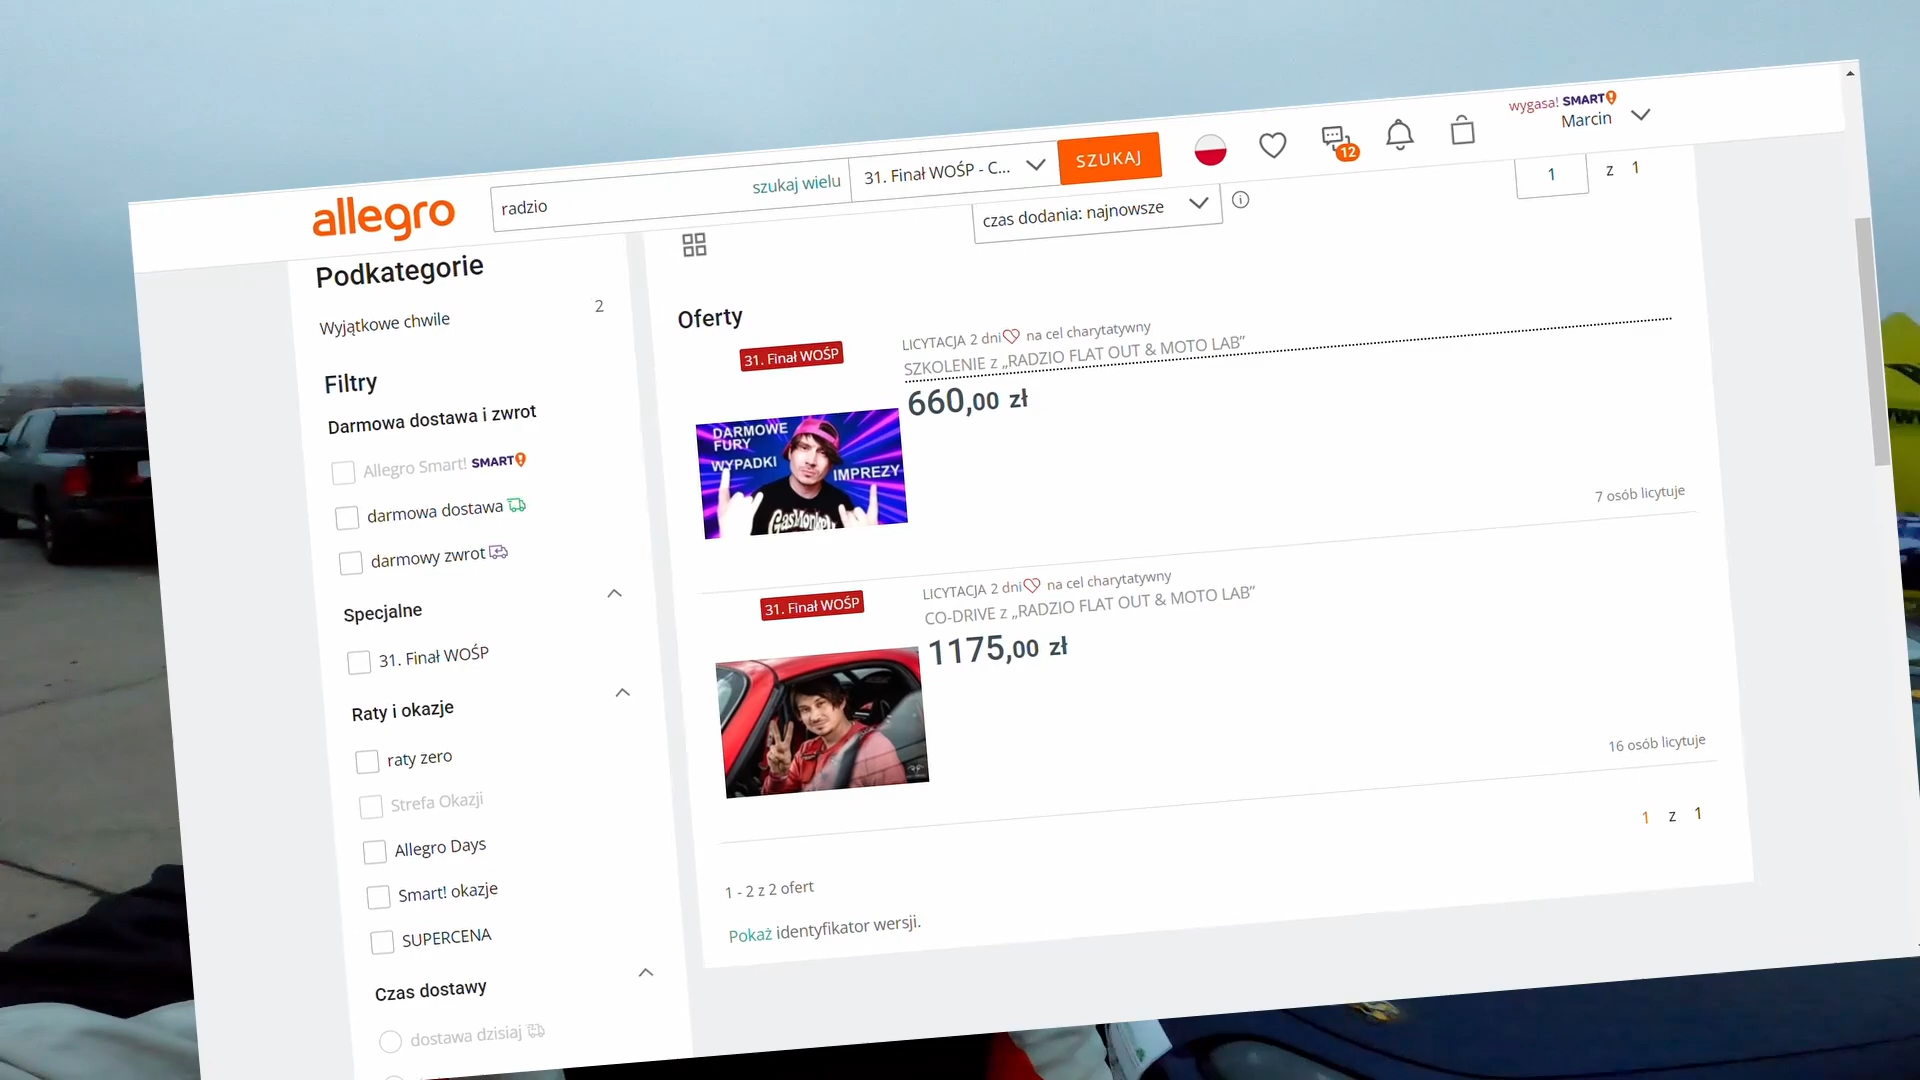 wygasa! SMART!
Marcin
12
allegro
radzio
szukaj wielu
31. Finał WOŚP - C...
SZUKAJ
czas dodania: najnowsze
1 z 1
Podkategorie
Wyjątkowe chwile 2
Filtry
Darmowa dostawa i zwrot
Allegro Smart! SMART!
darmowa dostawa
darmowy zwrot
Specjalne
31. Finał WOŚP
Raty i okazje
raty zero
Strefa Okazji
Allegro Days
Smart! okazje
SUPERCENA
Czas dostawy
dostawa dzisiaj
Oferty
31. Finał WOŚP
LICYTACJA 2 dni na cel charytatywny
SZKOLENIE z „RADZIO FLAT OUT & MOTO LAB”
660,00 zł
DARMOWE
FURY
WYPADKI
IMPREZY
GasMonkey
7 osób licytuje
31. Finał WOŚP
LICYTACJA 2 dni na cel charytatywny
CO-DRIVE z „RADZIO FLAT OUT & MOTO LAB”
1175,00 zł
16 osób licytuje
1 z 1
1 - 2 z 2 ofert
Pokaż identyfikator wersji.